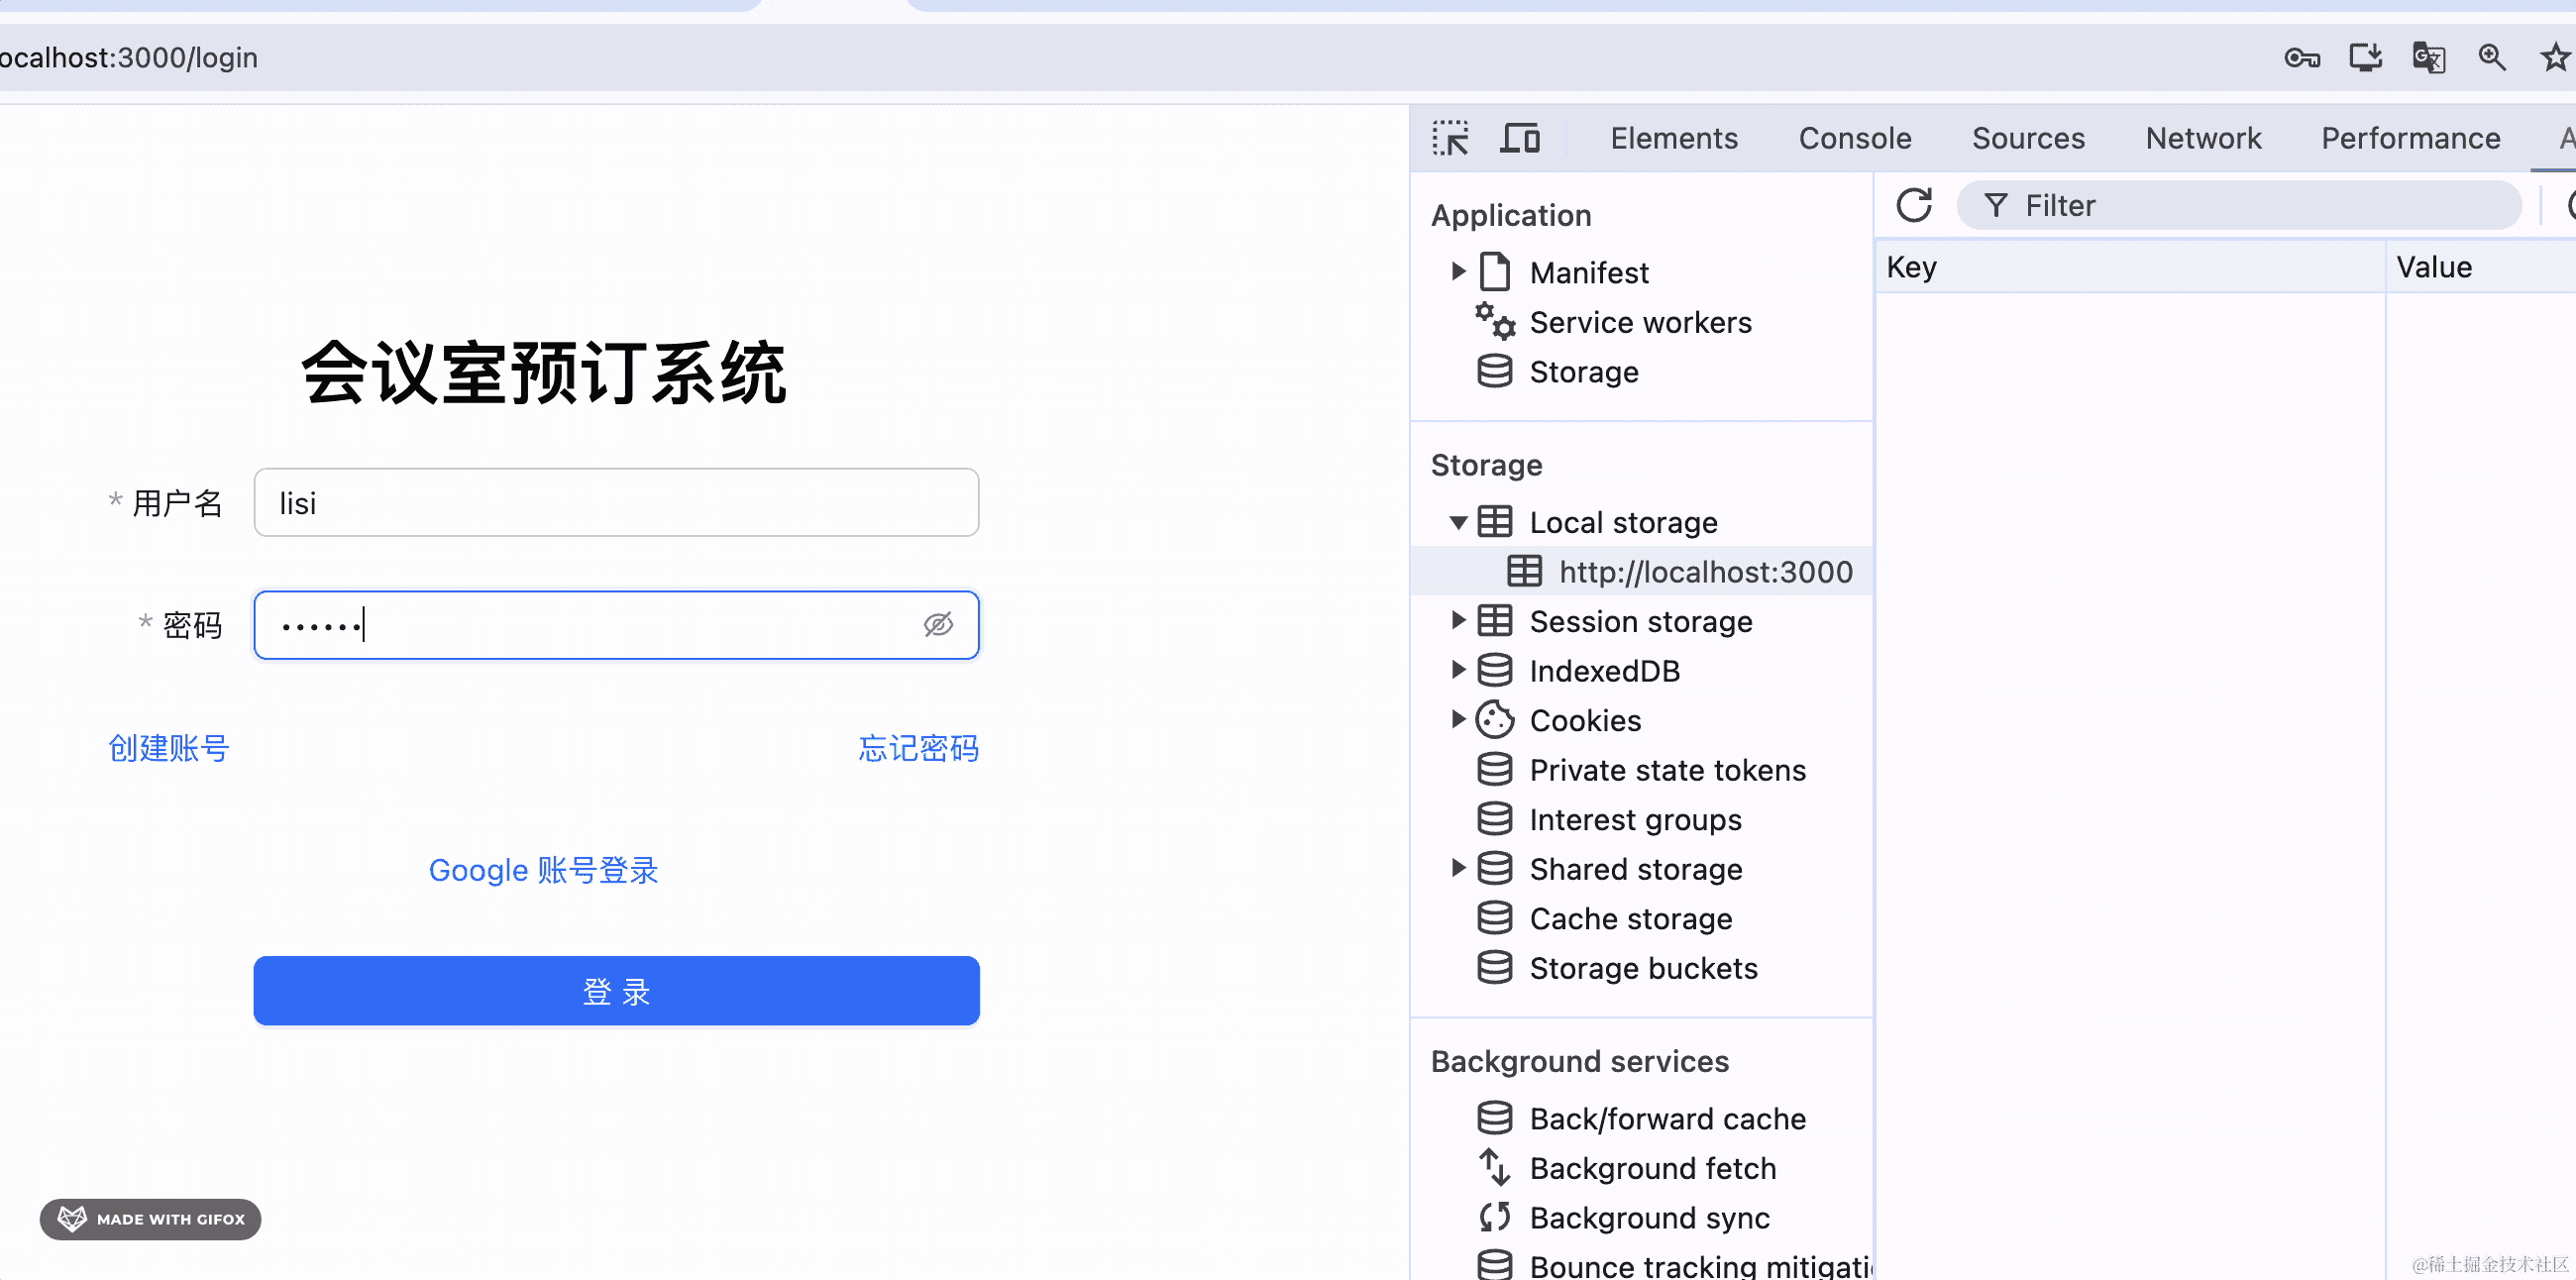 ocalhost:3000/login
Elements Console Sources Network Performance A
Application
Manifest
Service workers
Storage
Storage
Local storage
http://localhost:3000
Session storage
IndexedDB
Cookies
Private state tokens
Interest groups
Shared storage
Cache storage
Storage buckets
Background services
Back/forward cache
Background fetch
Background sync
Bounce tracking mitigati
Filter
Key Value
会议室预订系统
* 用户名 lisi
* 密码 ••••••
创建账号 忘记密码
Google 账号登录
登 录
MADE WITH GIFOX
@稀土掘金技术社区